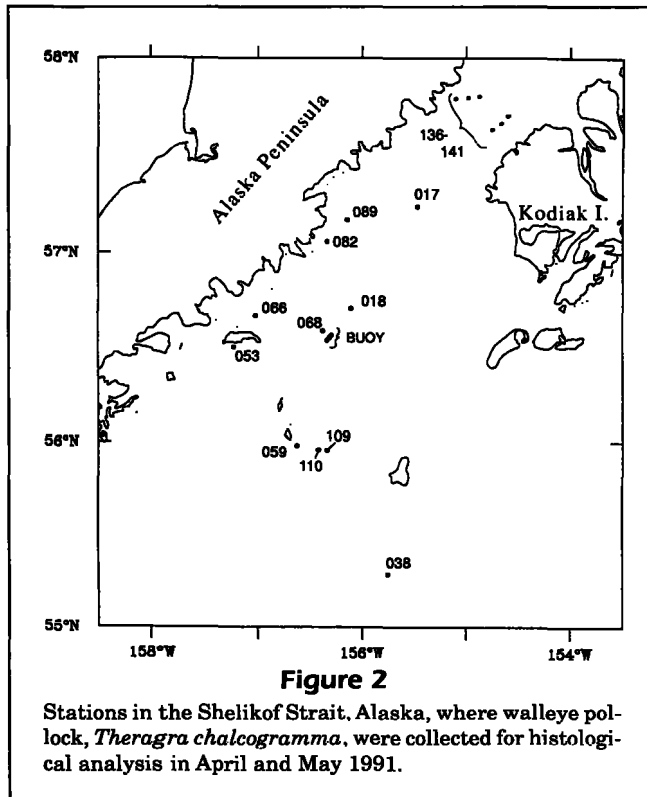 58°N
Alaska Peninsula
136-
141
017
089
Kodiak I.
082
57°N
066
018
068
BUOY
053
56°N
109
059
110
038
55°N
158°W
156°W
154°W
Figure 2
Stations in the Shelikof Strait, Alaska, where walleye pol-
lock, Theragra chalcogramma, were collected for histologi-
cal analysis in April and May 1991.